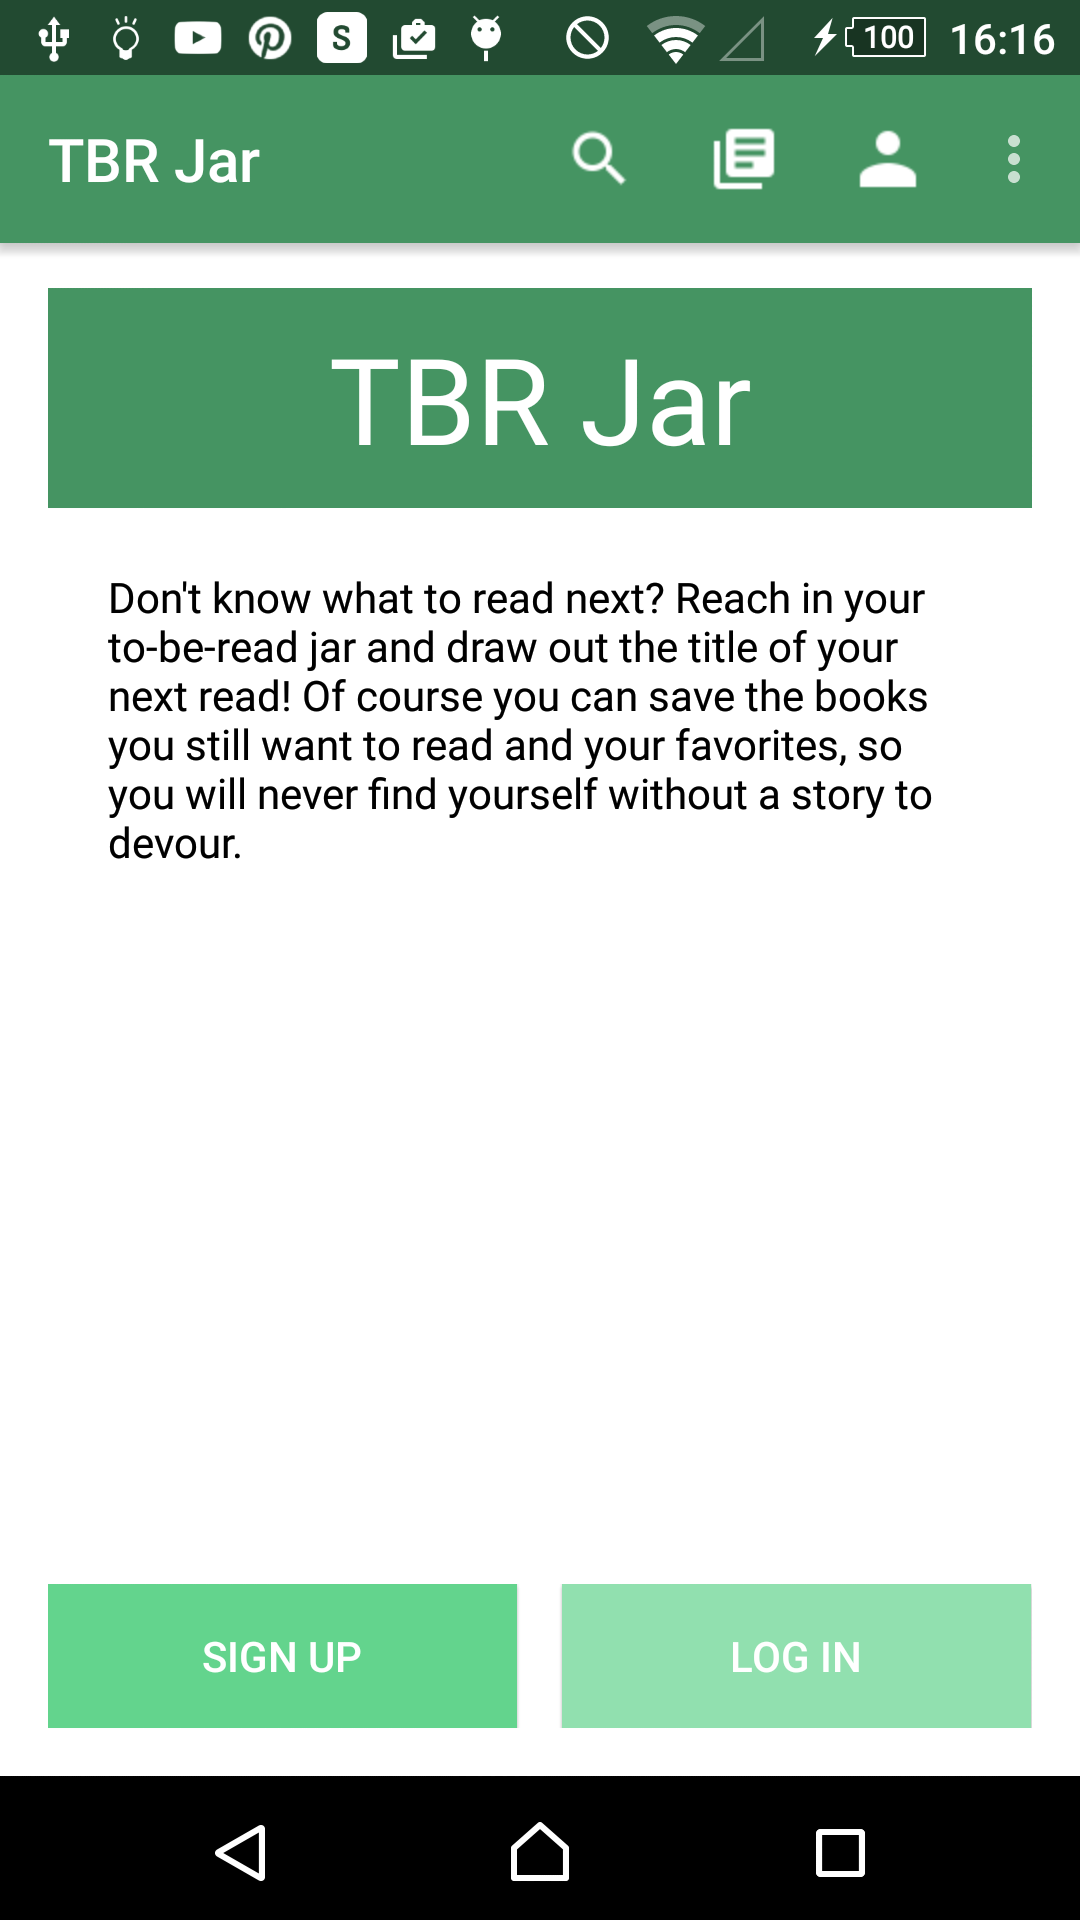 S 100 16:16
TBR Jar
TBR Jar
Don't know what to read next? Reach in your
to-be-read jar and draw out the title of your
next read! Of course you can save the books
you still want to read and your favorites, so
you will never find yourself without a story to
devour.
SIGN UP LOG IN